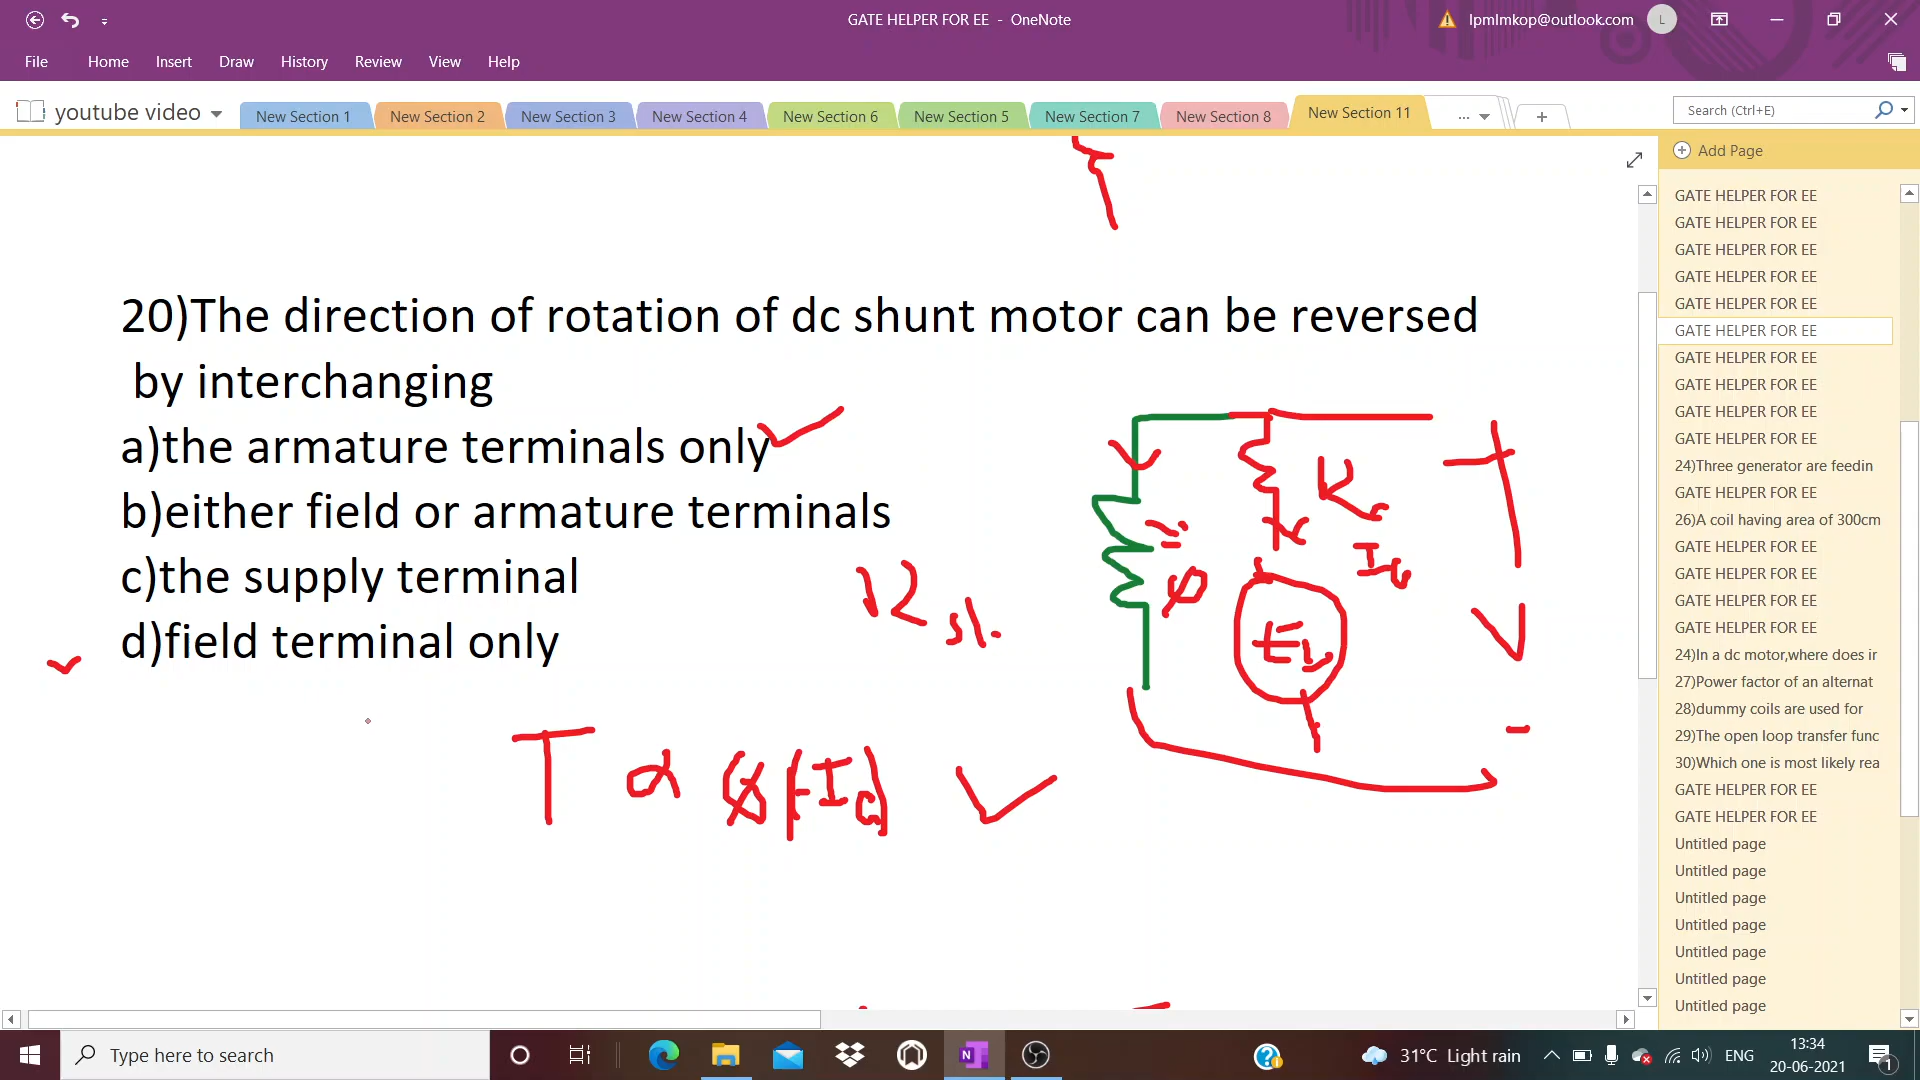 GATE HELPER FOR EE - OneNote
lpmlmkop@outlook.com
L
File Home Insert Draw History Review View Help
youtube video
New Section 1 New Section 2 New Section 3 New Section 4 New Section 6 New Section 5 New Section 7 New Section 8 New Section 11 ...
Search (Ctrl+E)
Add Page
20)The direction of rotation of dc shunt motor can be reversed
by interchanging
a)the armature terminals only
b)either field or armature terminals
c)the supply terminal
d)field terminal only
+
V
-
φ
T ∝ φ(-Ia)
GATE HELPER FOR EE
GATE HELPER FOR EE
GATE HELPER FOR EE
GATE HELPER FOR EE
GATE HELPER FOR EE
GATE HELPER FOR EE
GATE HELPER FOR EE
GATE HELPER FOR EE
GATE HELPER FOR EE
GATE HELPER FOR EE
24)Three generator are feedin
GATE HELPER FOR EE
26)A coil having area of 300cm
GATE HELPER FOR EE
GATE HELPER FOR EE
GATE HELPER FOR EE
GATE HELPER FOR EE
24)In a dc motor,where does ir
27)Power factor of an alternat
28)dummy coils are used for
29)The open loop transfer func
30)Which one is most likely rea
GATE HELPER FOR EE
GATE HELPER FOR EE
Untitled page
Untitled page
Untitled page
Untitled page
Untitled page
Untitled page
Untitled page
Type here to search
31°C Light rain
ENG
13:34
20-06-2021
1